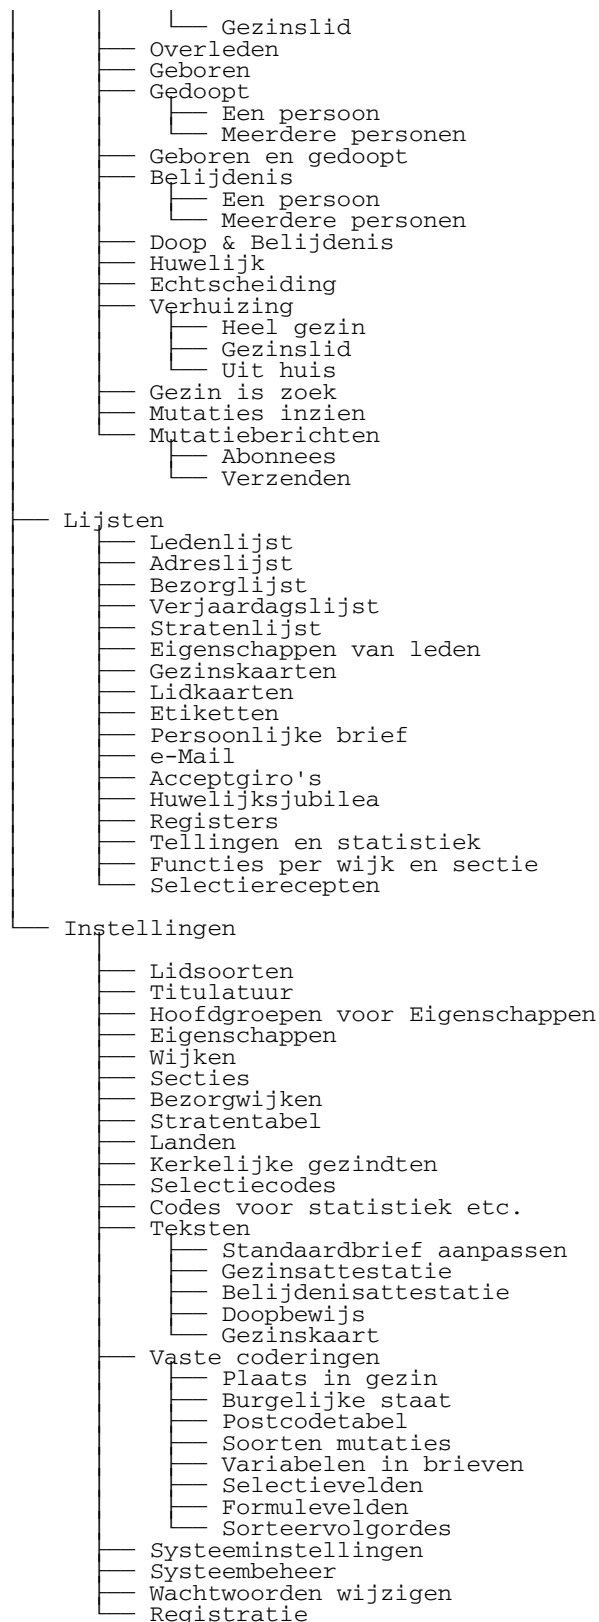 Gezinslid
Overleden
Geboren
Gedoopt
Een persoon
Meerdere personen
Geboren en gedoopt
Belijdenis
Een persoon
Meerdere personen
Doop & Belijdenis
Huwelijk
Echtscheiding
Verhuizing
Heel gezin
Gezinslid
Uit huis
Gezin is zoek
Mutaties inzien
Mutatieberichten
Abonnees
Verzenden
Lijsten
Ledenlijst
Adreslijst
Bezorglijst
Verjaardagslijst
Stratenlijst
Eigenschappen van leden
Gezinskaarten
Lidkaarten
Etiketten
Persoonlijke brief
e-Mail
Acceptgiro's
Huwelijksjubilea
Registers
Tellingen en statistiek
Functies per wijk en sectie
Selectierecepten
Instellingen
Lidsoorten
Titulatuur
Hoofdgroepen voor Eigenschappen
Eigenschappen
Wijken
Secties
Bezorgwijken
Stratentabel
Landen
Kerkelijke gezindten
Selectiecodes
Codes voor statistiek etc.
Teksten
Standaardbrief aanpassen
Gezinsattestatie
Belijdenisattestatie
Doopbewijs
Gezinskaart
Vaste coderingen
Plaats in gezin
Burgelijke staat
Postcodetabel
Soorten mutaties
Variabelen in brieven
Selectievelden
Formulevelden
Sorteervolgordes
Systeeminstellingen
Systeembeheer
Wachtwoorden wijzigen
Registratie